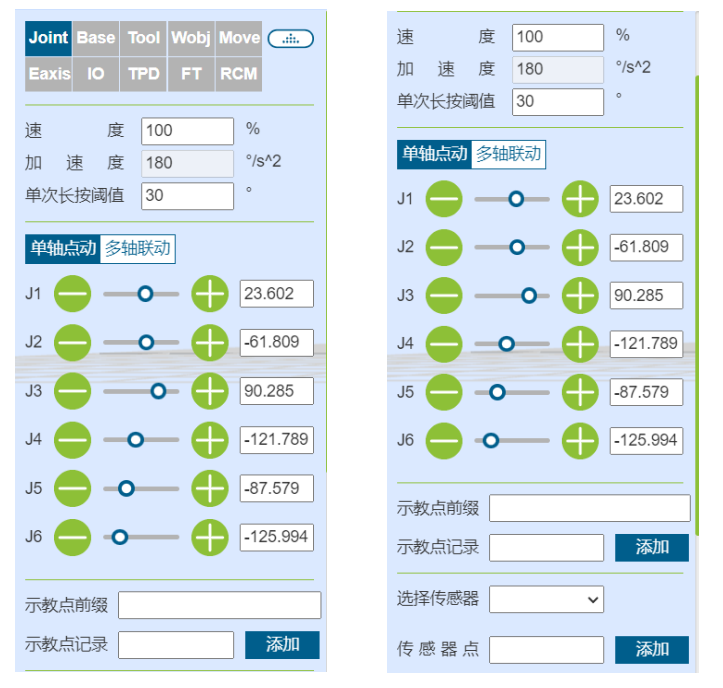 Joint Base Tool Wobj Move
Eaxis IO TPD FT RCM
速 度 100 %
加 速 度 180 °/s^2
单次长按阈值 30 °
单轴点动 多轴联动
J1 23.602
J2 -61.809
J3 90.285
J4 -121.789
J5 -87.579
J6 -125.994
示教点前缀
示教点记录 添加
速 度 100 %
加 速 度 180 °/s^2
单次长按阈值 30 °
单轴点动 多轴联动
J1 23.602
J2 -61.809
J3 90.285
J4 -121.789
J5 -87.579
J6 -125.994
示教点前缀
示教点记录 添加
选择传感器
传 感 器 点 添加